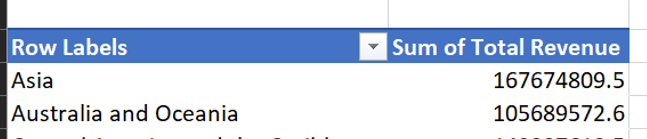 Row Labels Sum of Total Revenue
Asia 167674809.5
Australia and Oceania 105689572.6